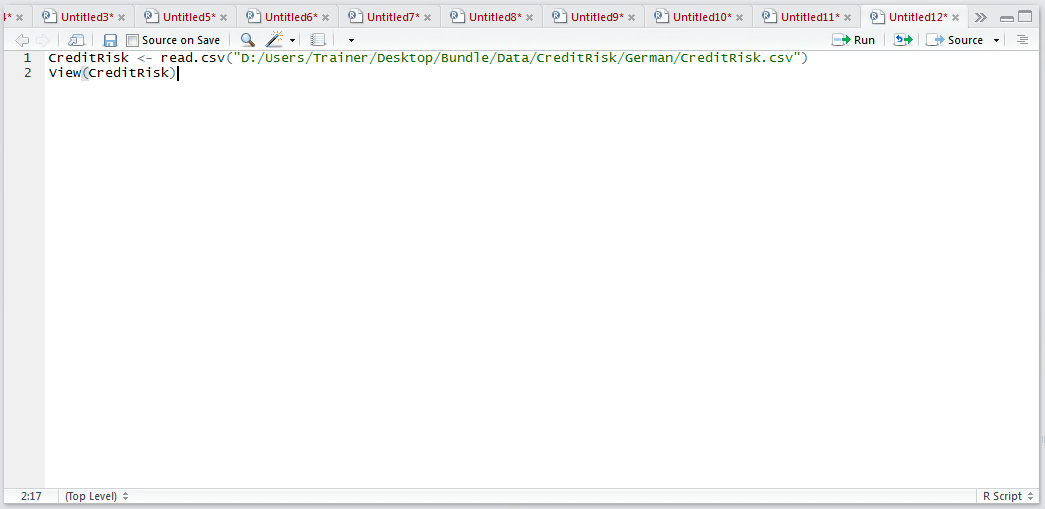 4* Untitled3* Untitled5* Untitled6* Untitled7* Untitled8* Untitled9* Untitled10* Untitled11* Untitled12*
Source on Save Run Source
1 CreditRisk <- read.csv("D:/Users/Trainer/Desktop/Bundle/Data/CreditRisk/German/CreditRisk.csv")
2 View(CreditRisk)
2:17 (Top Level) R Script